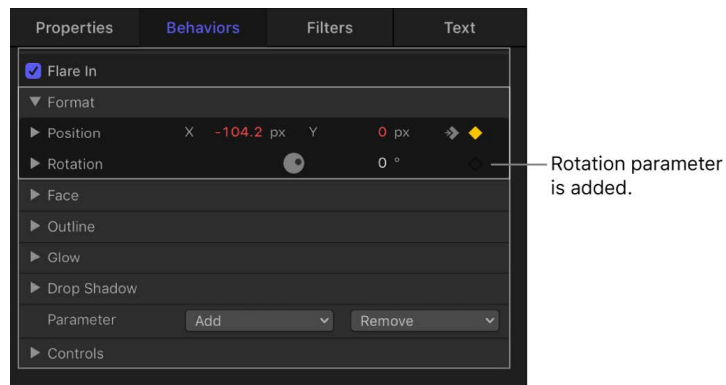 Properties Behaviors Filters Text
Flare In
Format
Position X -104.2 px Y 0 px
Rotation 0 °
Rotation parameter
is added.
Face
Outline
Glow
Drop Shadow
Parameter Add Remove
Controls